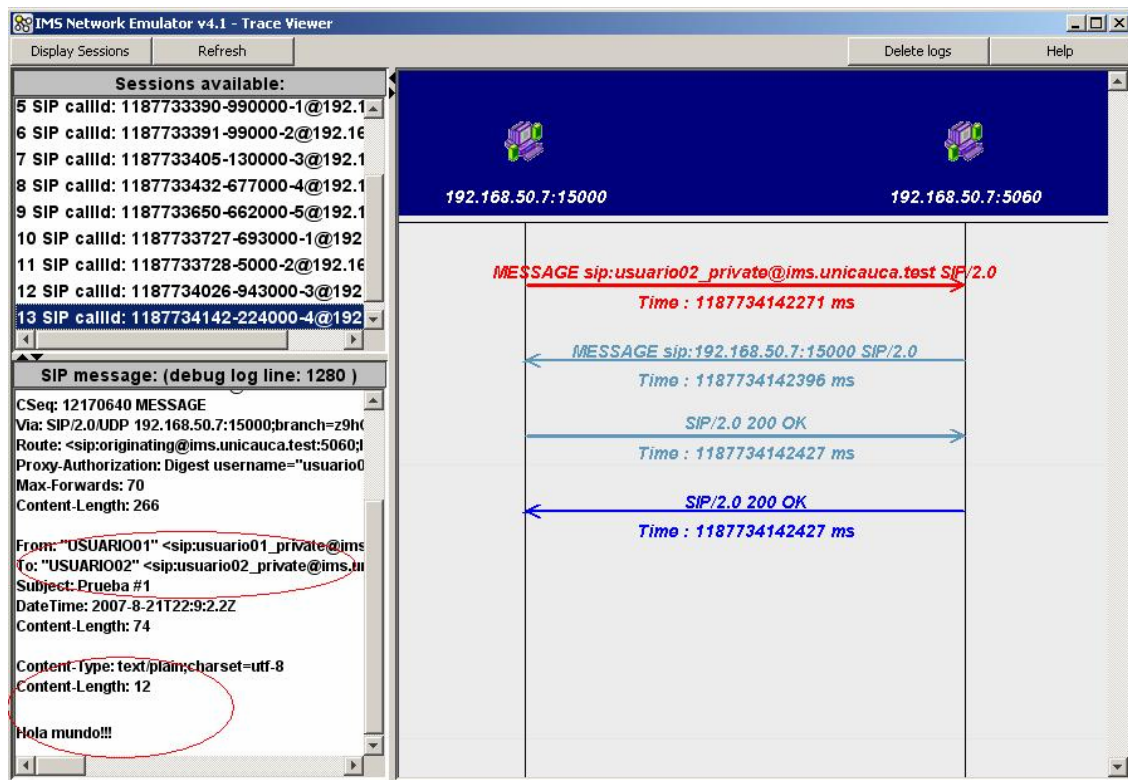 IMS Network Emulator v4.1 - Trace Viewer
Display Sessions
Refresh
Delete logs
Help
Sessions available:
5 SIP callId: 1187733390-990000-1@192.1
6 SIP callId: 1187733391-99000-2@192.16
7 SIP callId: 1187733405-130000-3@192.1
8 SIP callId: 1187733432-677000-4@192.1
9 SIP callId: 1187733650-662000-5@192.1
10 SIP callId: 1187733727-693000-1@192
11 SIP callId: 1187733728-5000-2@192.16
12 SIP callId: 1187734026-943000-3@192
13 SIP callId: 1187734142-224000-4@192
SIP message: (debug log line: 1280 )
CSeq: 12170640 MESSAGE
Via: SIP/2.0/UDP 192.168.50.7:15000;branch=z9h
Route: <sip:originating@ims.unicauca.test:5060;
Proxy-Authorization: Digest username="usuario0
Max-Forwards: 70
Content-Length: 266
From: "USUARIO01" <sip:usuario01_private@ims
To: "USUARIO02" <sip:usuario02_private@ims.u
Subject: Prueba #1
DateTime: 2007-8-21T22:9:2.2Z
Content-Length: 74
Content-Type: text/plain;charset=utf-8
Content-Length: 12
Hola mundo!!!
192.168.50.7:15000
192.168.50.7:5060
MESSAGE sip:usuario02_private@ims.unicauca.test SIP/2.0
Time : 1187734142271 ms
MESSAGE sip:192.168.50.7:15000 SIP/2.0
Time : 1187734142396 ms
SIP/2.0 200 OK
Time : 1187734142427 ms
SIP/2.0 200 OK
Time : 1187734142427 ms